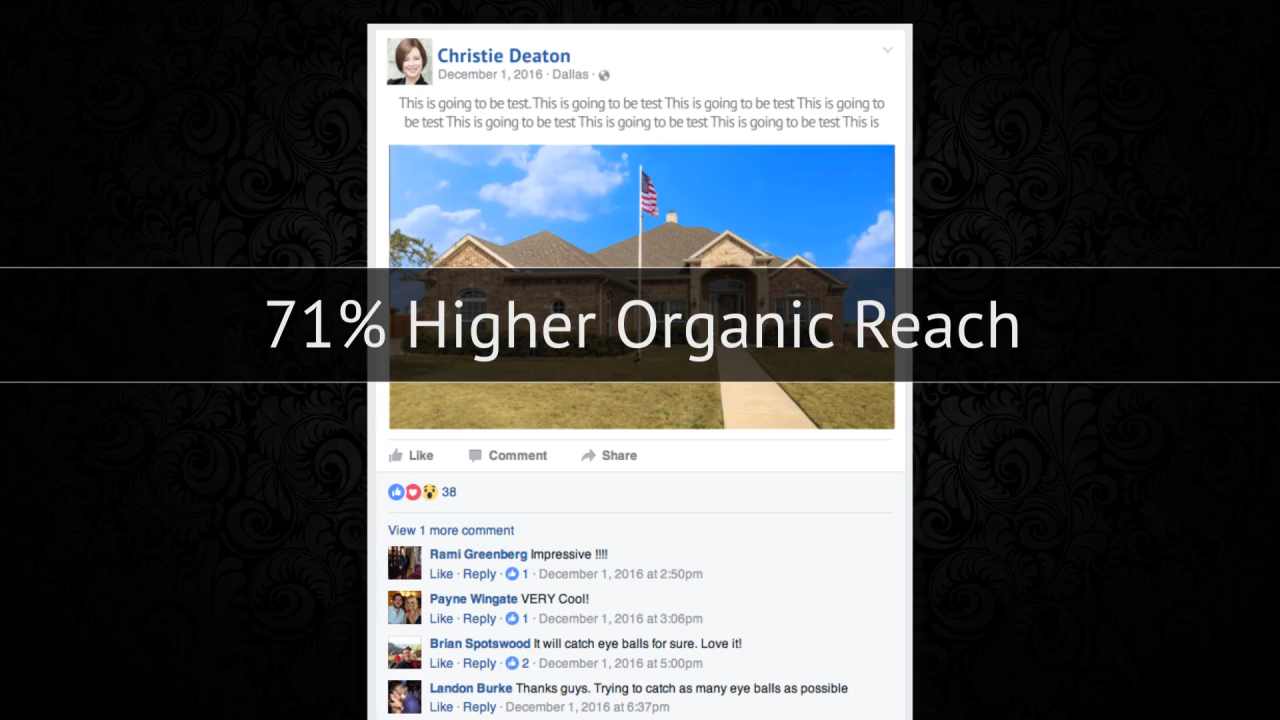 Christie Deaton
December 1, 2016 · Dallas ·
This is going to be test. This is going to be test This is going to be test This is going to
be test This is going to be test This is going to be test This is going to be test This is
71% Higher Organic Reach
Like Comment Share
38
View 1 more comment
Rami Greenberg Impressive !!!!
Like · Reply · 1 · December 1, 2016 at 2:50pm
Payne Wingate VERY Cool!
Like · Reply · 1 · December 1, 2016 at 3:06pm
Brian Spotswood It will catch eye balls for sure. Love it!
Like · Reply · 2 · December 1, 2016 at 5:00pm
Landon Burke Thanks guys. Trying to catch as many eye balls as possible
Like · Reply · December 1, 2016 at 6:37pm